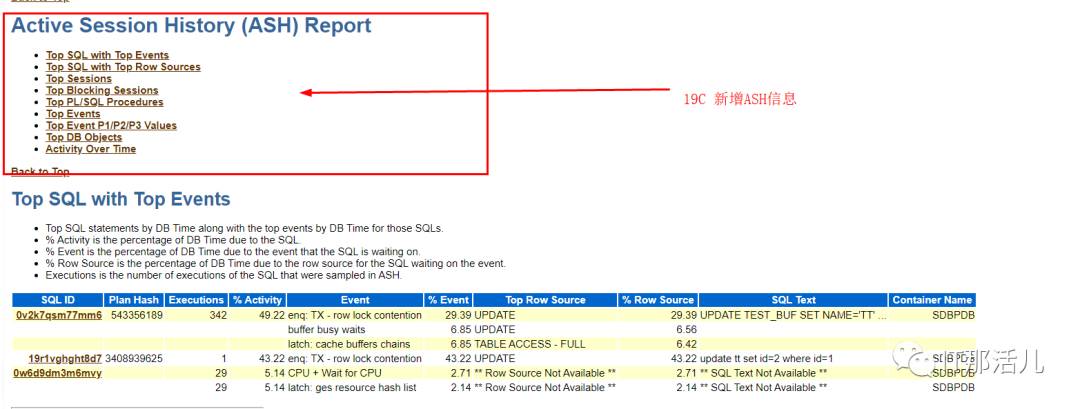 Active Session History (ASH) Report
• Top SQL with Top Events
• Top SQL with Top Row Sources
• Top Sessions
• Top Blocking Sessions
• Top PL/SQL Procedures
• Top Events
• Top Event P1/P2/P3 Values
• Top DB Objects
• Activity Over Time
19C 新增ASH信息
Back to Top
Top SQL with Top Events
• Top SQL statements by DB Time along with the top events by DB Time for those SQLs.
• % Activity is the percentage of DB Time due to the SQL.
• % Event is the percentage of DB Time due to the event that the SQL is waiting on.
• % Row Source is the percentage of DB Time due to the row source for the SQL waiting on the event.
• Executions is the number of executions of the SQL that were sampled in ASH.
SQL ID Plan Hash Executions % Activity Event % Event Top Row Source % Row Source SQL Text Container Name
0v2k7qsm77mm6 543356189 342 49.22 enq: TX - row lock contention 29.39 UPDATE 29.39 UPDATE TEST_BUF SET NAME='TT' ... SDBPDB
buffer busy waits 6.85 UPDATE 6.56
latch: cache buffers chains 6.85 TABLE ACCESS - FULL 6.42
19r1vghght8d7 3408939625 1 43.22 enq: TX - row lock contention 43.22 UPDATE 43.22 update tt set id=2 where id=1 SDBPDB
0w6d9dm3m6mvy 29 5.14 CPU + Wait for CPU 2.71 ** Row Source Not Available ** 2.71 ** SQL Text Not Available ** SDBPDB
29 5.14 latch: ges resource hash list 2.14 ** Row Source Not Available ** 2.14 ** SQL Text Not Available ** SDBPDB